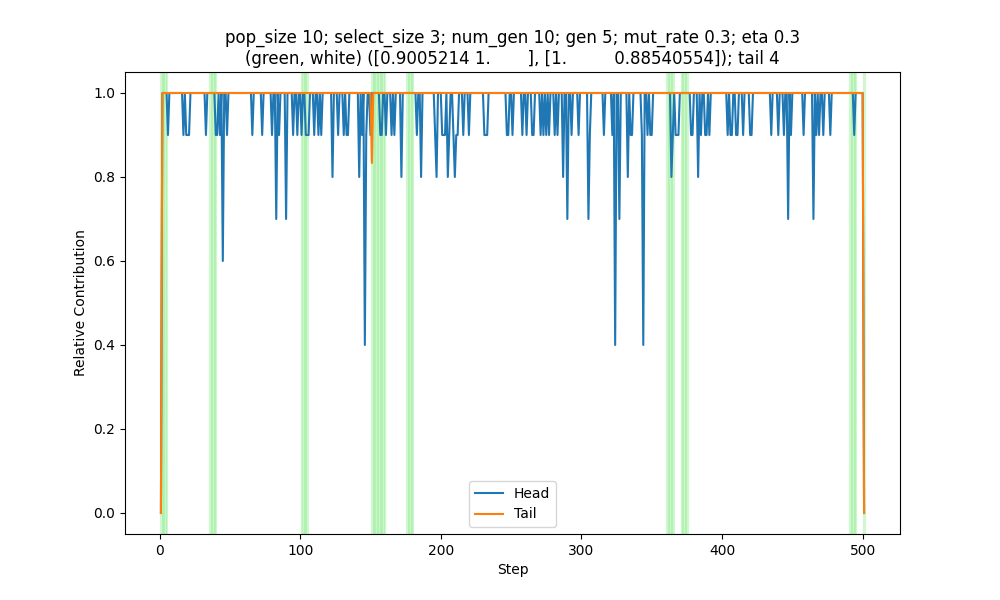 pop_size 10; select_size 3; num_gen 10; gen 5; mut_rate 0.3; eta 0.3
(green, white) ([0.9005214 1.       ], [1.         0.88540554]); tail 4
1.0
0.8
0.6
0.4
0.2
0.0
Relative Contribution
Head
Tail
0 100 200 300 400 500
Step